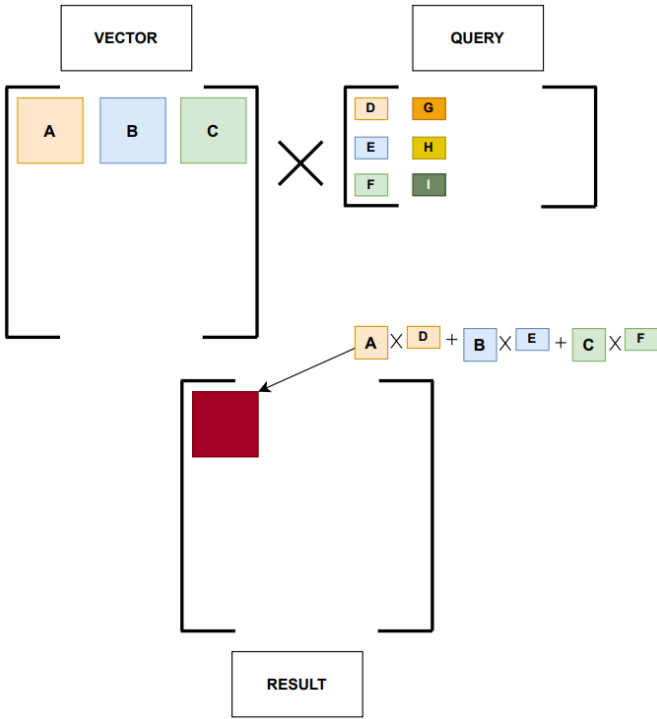 VECTOR
QUERY
A B C
D G
E H
F I
A × D + B × E + C × F
RESULT